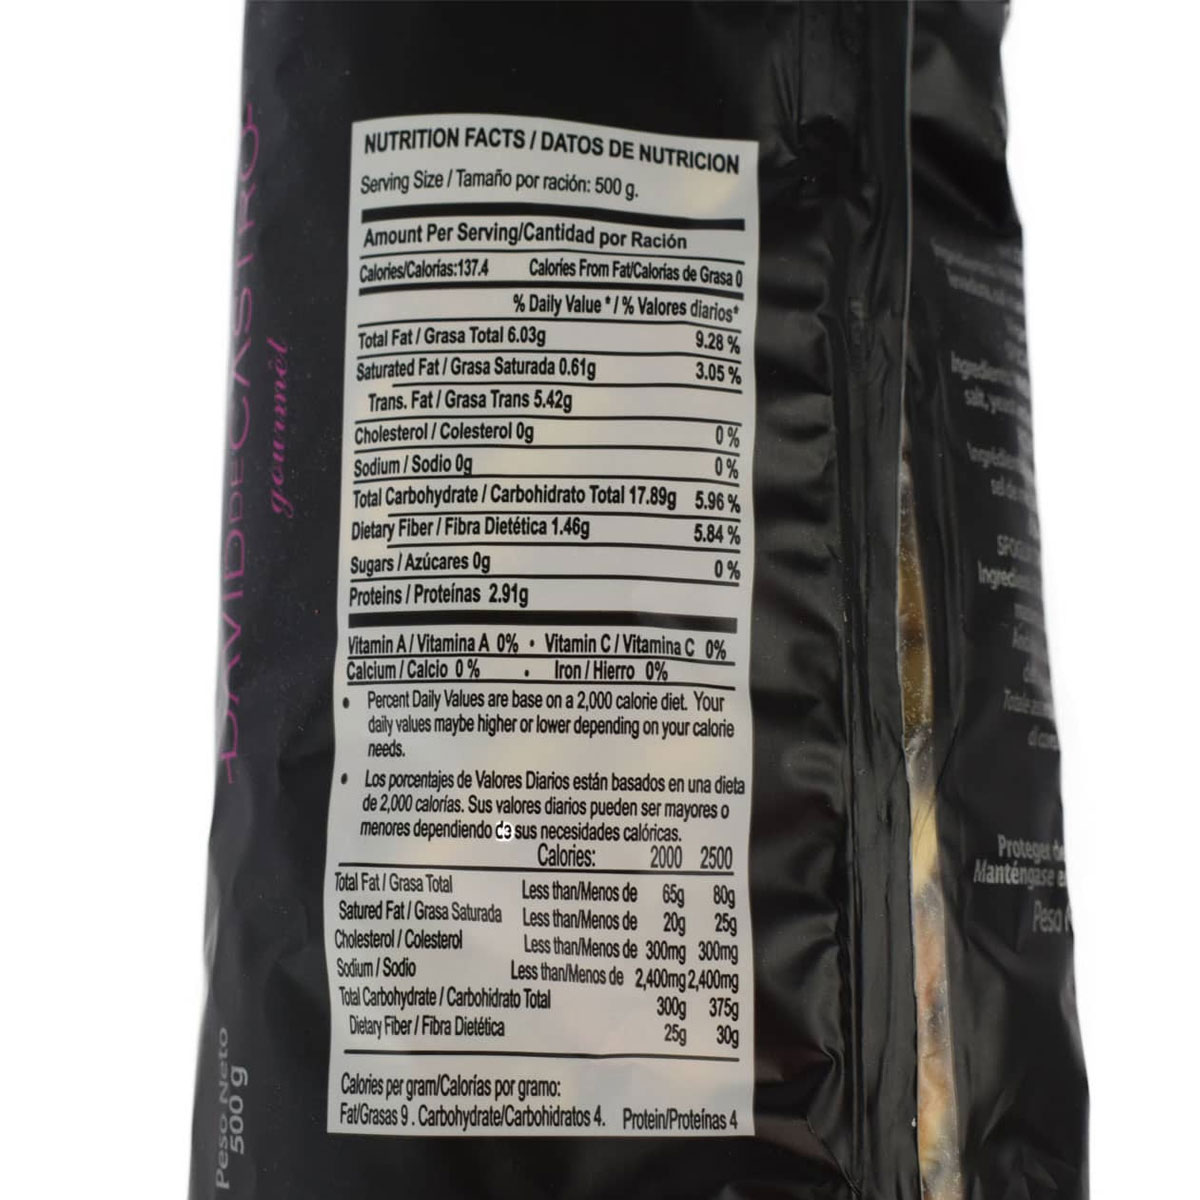 NUTRITION FACTS / DATOS DE NUTRICION
Serving Size / Tamaño por ración: 500 g.
Amount Per Serving/Cantidad por Ración
Calories/Calorías:137.4 Calories From Fat/Calorías de Grasa 0
% Daily Value * / % Valores diarios*
Total Fat / Grasa Total 6.03g 9.28 %
Saturated Fat / Grasa Saturada 0.61g 3.05 %
Trans. Fat / Grasa Trans 5.42g
Cholesterol / Colesterol 0g 0 %
Sodium / Sodio 0g 0 %
Total Carbohydrate / Carbohidrato Total 17.89g 5.96 %
Dietary Fiber / Fibra Dietética 1.46g 5.84 %
Sugars / Azúcares 0g 0 %
Proteins / Proteínas 2.91g
Vitamin A / Vitamina A 0% • Vitamin C / Vitamina C 0%
Calcium / Calcio 0 % • Iron / Hierro 0%
• Percent Daily Values are base on a 2,000 calorie diet. Your
daily values maybe higher or lower depending on your calorie
needs.
• Los porcentajes de Valores Diarios están basados en una dieta
de 2,000 calorías. Sus valores diarios pueden ser mayores o
menores dependiendo de sus necesidades calóricas.
Calories: 2000 2500
Total Fat / Grasa Total Less than/Menos de 65g 80g
Satured Fat / Grasa Saturada Less than/Menos de 20g 25g
Cholesterol / Colesterol Less than/Menos de 300mg 300mg
Sodium / Sodio Less than/Menos de 2,400mg 2,400mg
Total Carbohydrate / Carbohidrato Total 300g 375g
Dietary Fiber / Fibra Dietética 25g 30g
Calories per gram/Calorías por gramo:
Fat/Grasas 9 . Carbohydrate/Carbohidratos 4. Protein/Proteínas 4
DAVIDDECASTRO
gourmet
Peso Neto
500 g
salt,
Proteger
Manténgase
Peso